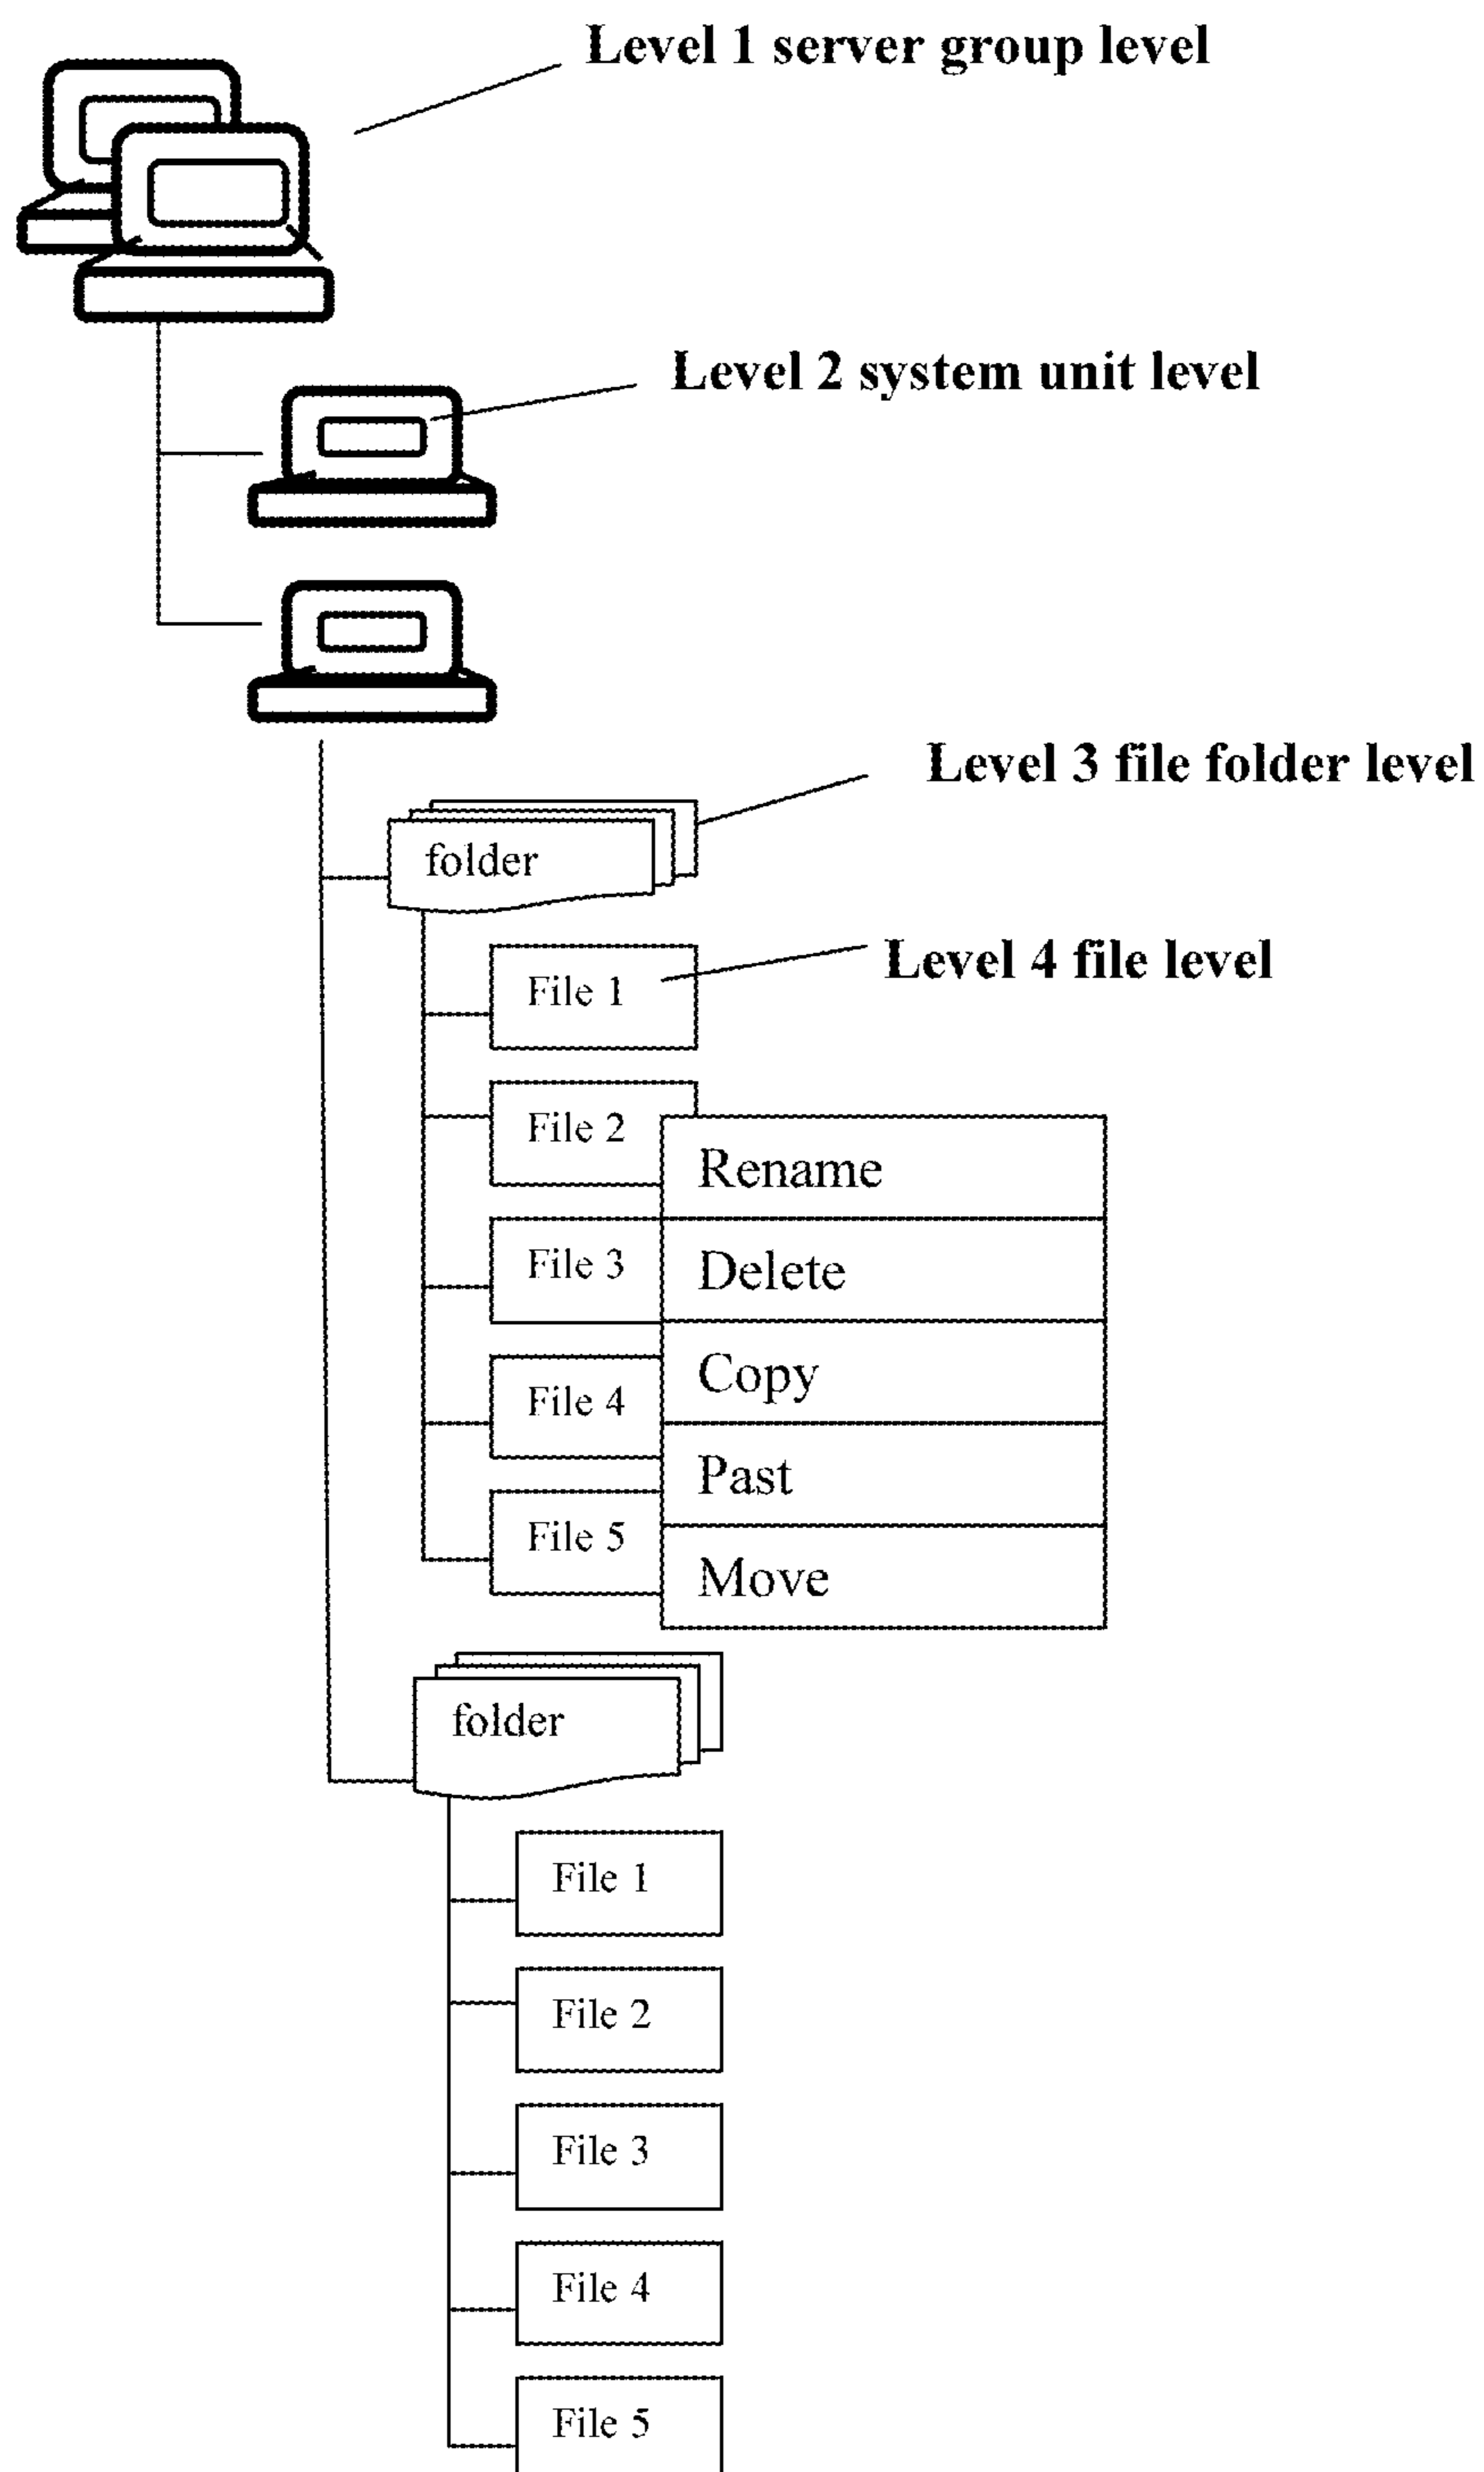 Level 1 server group level
Level 2 system unit level
Level 3 file folder level
folder
Level 4 file level
File 1
File 2
Rename
File 3
Delete
Copy
File 4
Past
File 5
Move
folder
File 1
File 2
File 3
File 4
File 5